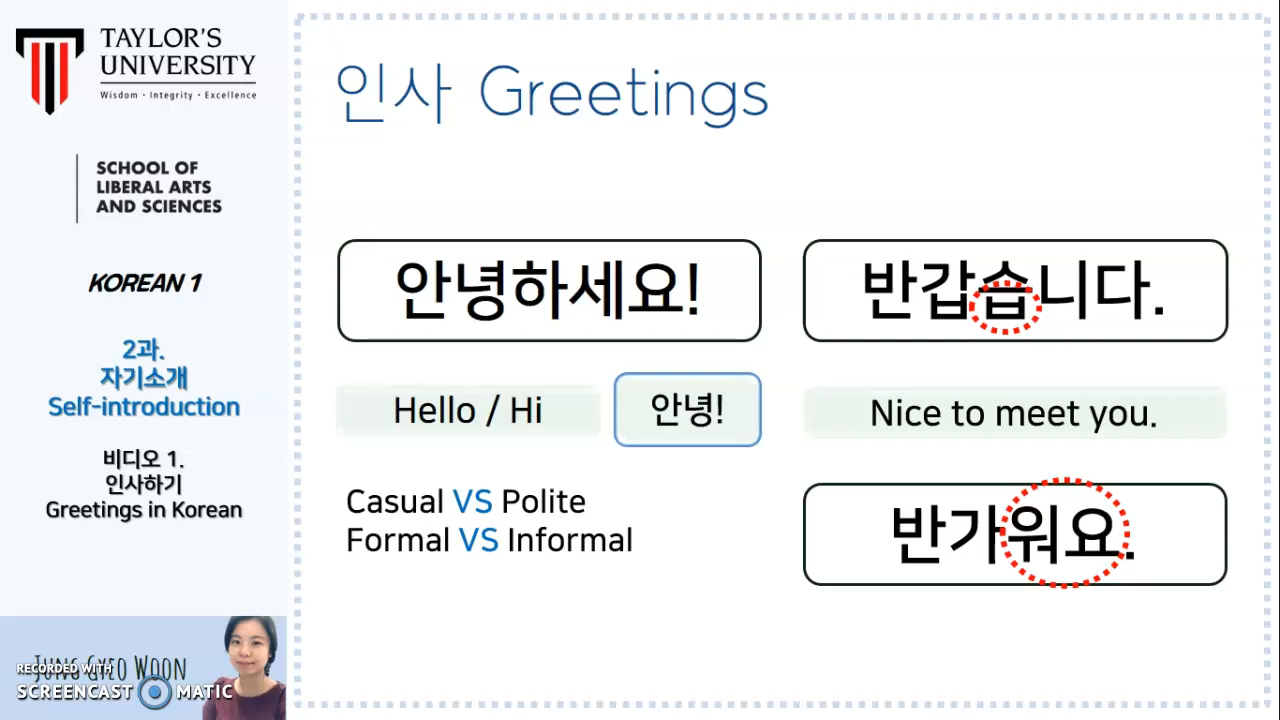 TAYLOR'S
UNIVERSITY
Wisdom · Integrity · Excellence
SCHOOL OF
LIBERAL ARTS
AND SCIENCES
KOREAN 1
2과.
자기소개
Self-introduction
비디오 1.
인사하기
Greetings in Korean
JUNG GYEO WOON
RECORDED WITH
SCREENCAST MATIC
인사 Greetings
안녕하세요!
반갑습니다.
Hello / Hi
안녕!
Nice to meet you.
Casual VS Polite
Formal VS Informal
반가워요.